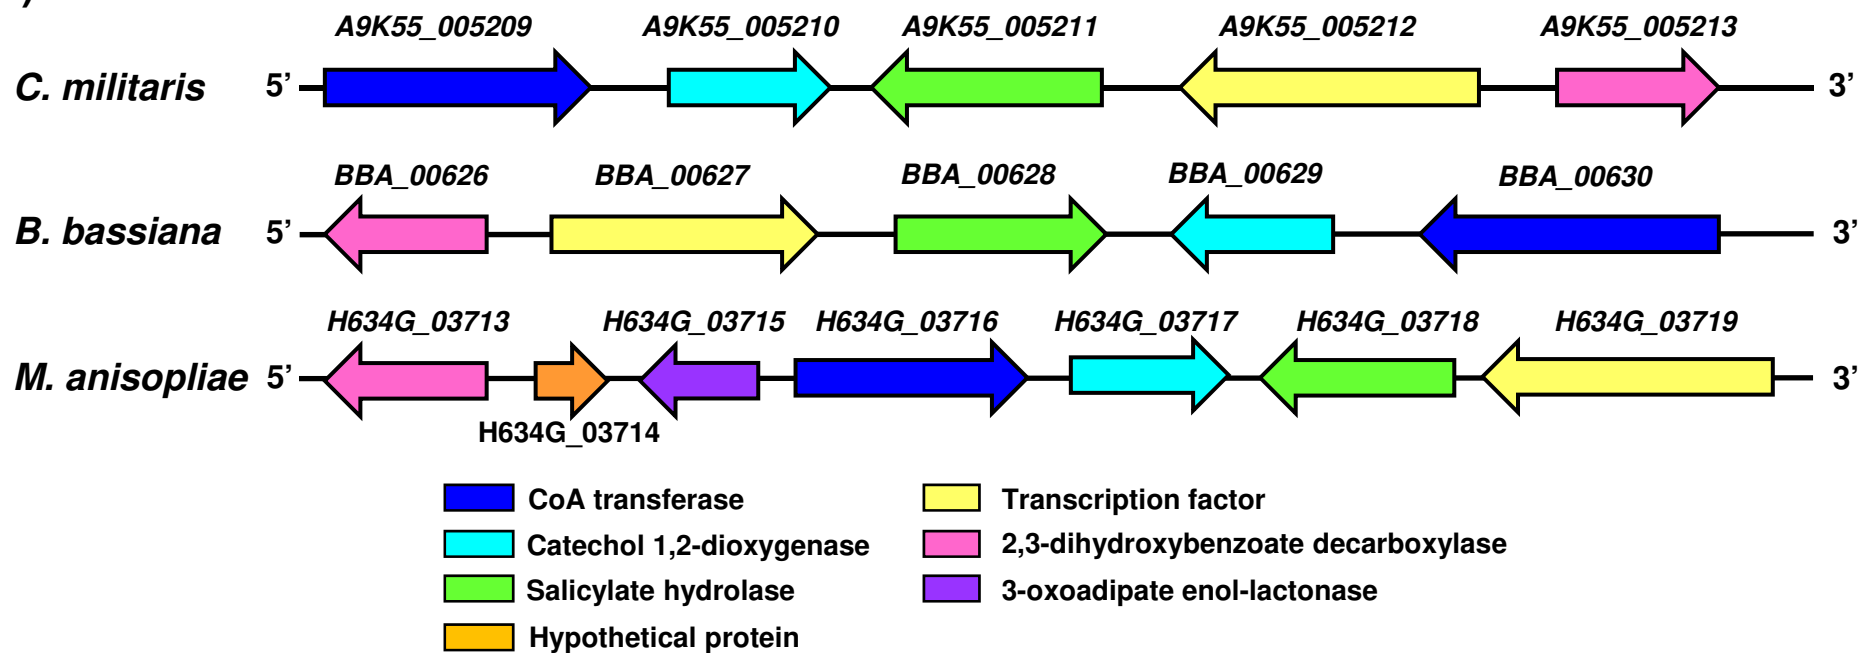 A9K55_005209 A9K55_005210 A9K55_005211 A9K55_005212 A9K55_005213
C. militaris 5’ 3’
BBA_00626 BBA_00627 BBA_00628 BBA_00629 BBA_00630
B. bassiana 5’ 3’
H634G_03713 H634G_03715 H634G_03716 H634G_03717 H634G_03718 H634G_03719
M. anisopliae 5’ 3’
H634G_03714
CoA transferase Transcription factor
Catechol 1,2-dioxygenase 2,3-dihydroxybenzoate decarboxylase
Salicylate hydrolase 3-oxoadipate enol-lactonase
Hypothetical protein